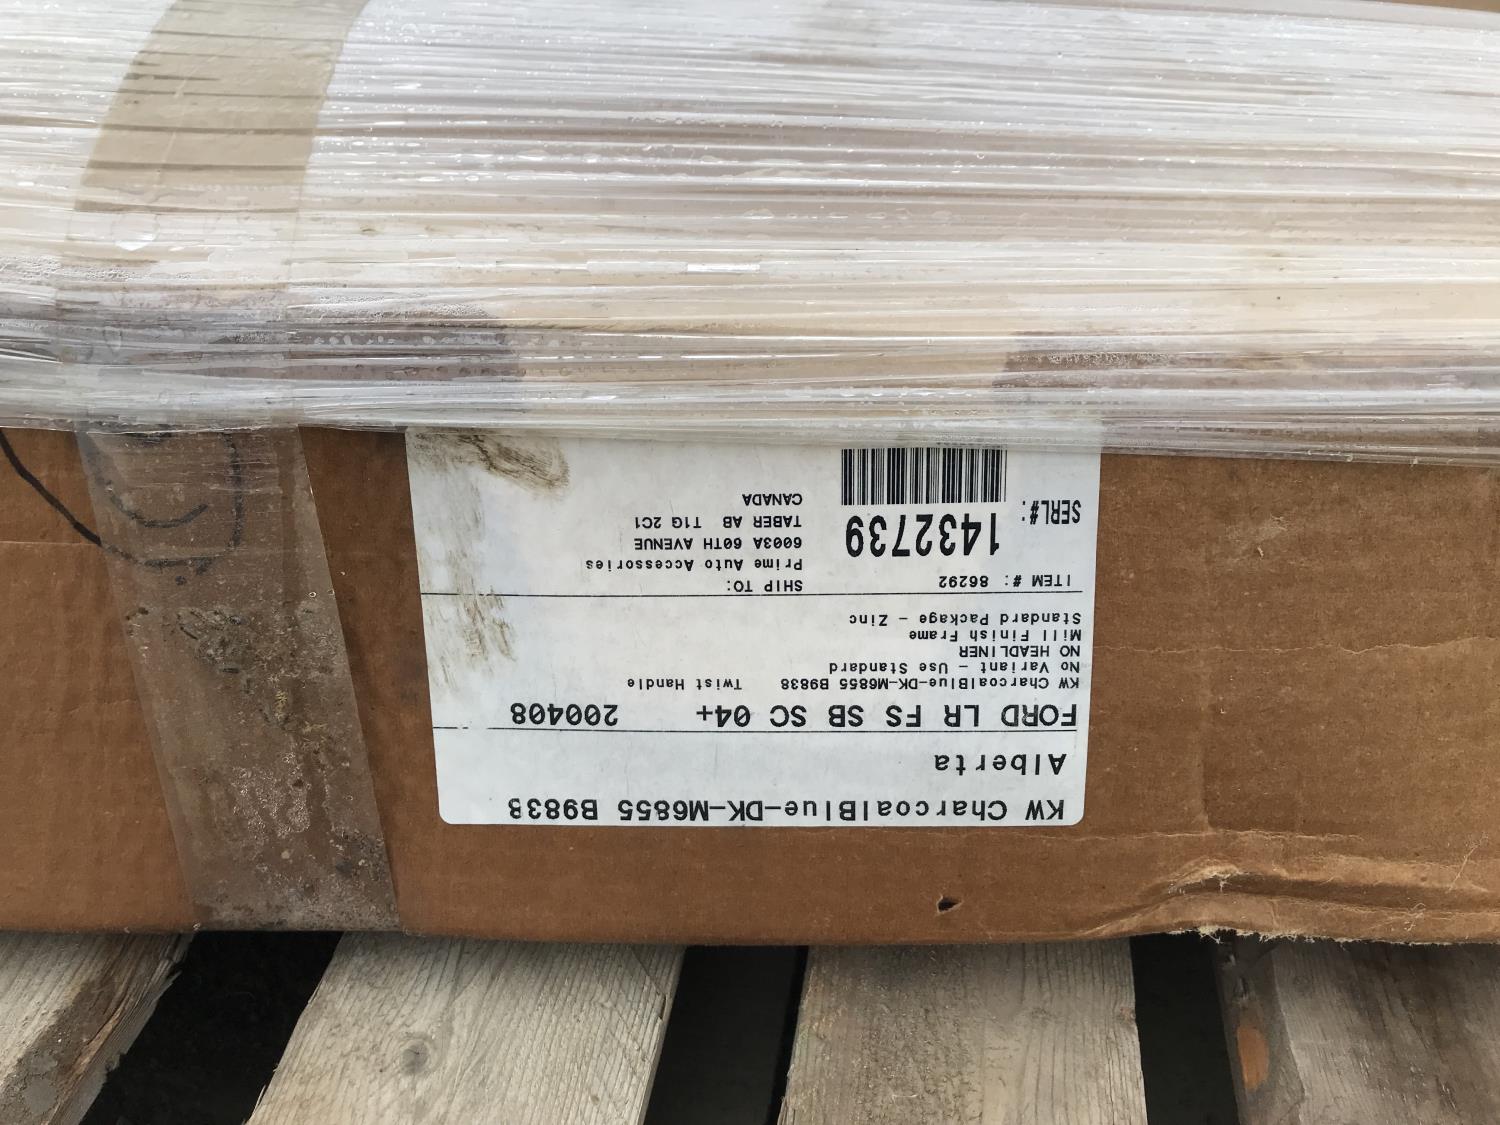 KW CharcoalBlue-DK-M6855 B9838
Alberta
FORD LR FS SB SC 04+ 200408
KW CharcoalBlue-DK-M6855 B9838 Twist Handle
No Variant - Use Standard
NO HEADLINER
Mill Finish Frame
Standard Package - Zinc
ITEM #: 86292
SERL#: 1432739
SHIP TO:
Prime Auto Accessories
6003A 60TH AVENUE
TABER AB T1G 2C1
CANADA